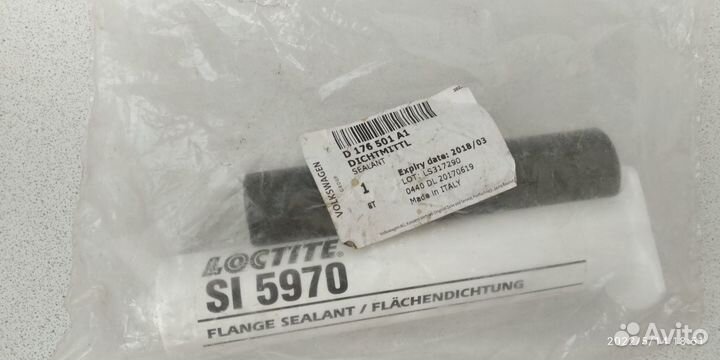 VOLKSWAGEN
D 176 501 A1
DICHTMITTL
SEALANT
1
ST
Expiry date: 2018/03
LOT: LS317290
0440 DL 20170619
Made in ITALY
LOCTITE®
SI 5970
FLANGE SEALANT / FLÄCHENDICHTUNG
Avito